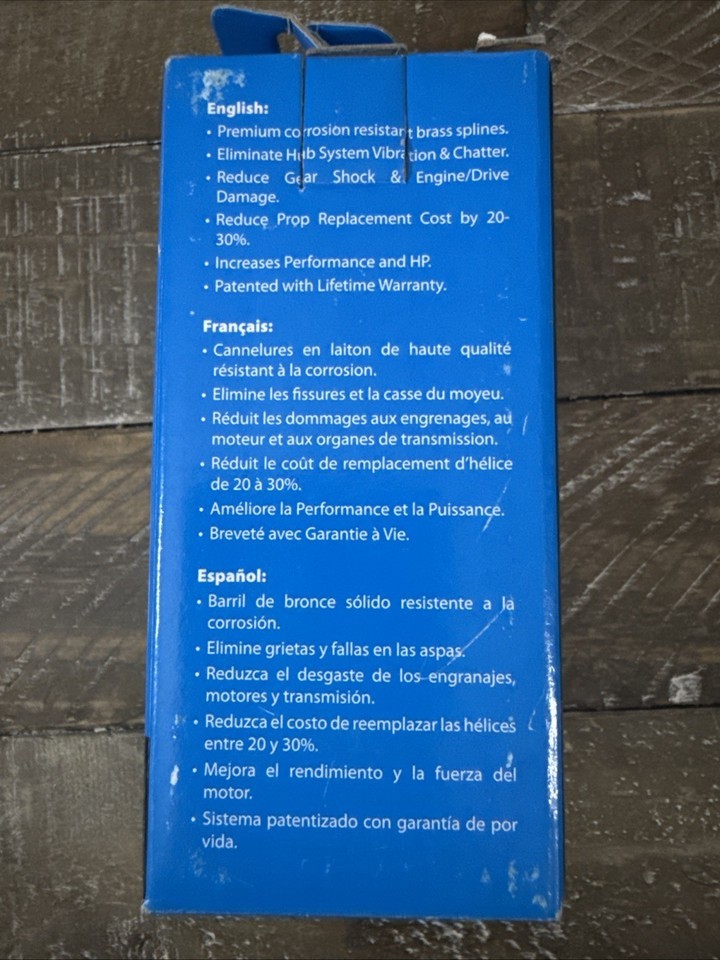 English:
• Premium corrosion resistant brass splines.
• Eliminate Hub System Vibration & Chatter.
• Reduce Gear Shock & Engine/Drive
Damage.
• Reduce Prop Replacement Cost by 20-
30%.
• Increases Performance and HP.
• Patented with Lifetime Warranty.
Français:
• Cannelures en laiton de haute qualité
résistant à la corrosion.
• Elimine les fissures et la casse du moyeu.
• Réduit les dommages aux engrenages, au
moteur et aux organes de transmission.
• Réduit le coût de remplacement d'hélice
de 20 à 30%.
• Améliore la Performance et la Puissance.
• Breveté avec Garantie à Vie.
Español:
• Barril de bronce sólido resistente a la
corrosión.
• Elimine grietas y fallas en las aspas.
• Reduzca el desgaste de los engranajes,
motores y transmisión.
• Reduzca el costo de reemplazar las hélices
entre 20 y 30%.
• Mejora el rendimiento y la fuerza del
motor.
• Sistema patentizado con garantía de por
vida.